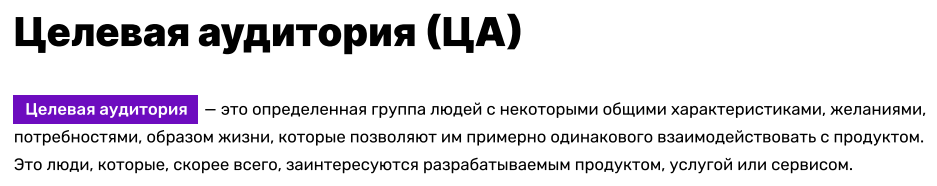 Целевая аудитория (ЦА)
Целевая аудитория — это определенная группа людей с некоторыми общими характеристиками, желаниями,
потребностями, образом жизни, которые позволяют им примерно одинакового взаимодействовать с продуктом.
Это люди, которые, скорее всего, заинтересуются разрабатываемым продуктом, услугой или сервисом.